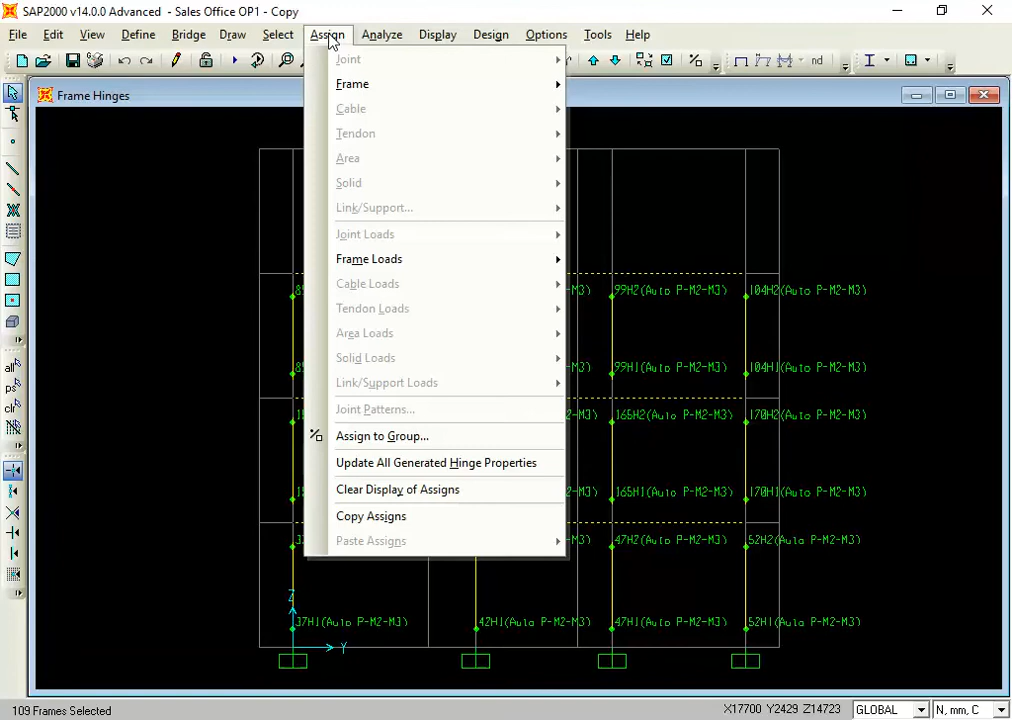 SAP2000 v14.0.0 Advanced - Sales Office OP1 - Copy
File Edit View Define Bridge Draw Select Assign Analyze Display Design Options Tools Help
nd
Frame Hinges
Joint
Frame
Cable
Tendon
Area
Solid
Link/Support...
Joint Loads
Frame Loads
Cable Loads
Tendon Loads
Area Loads
Solid Loads
Link/Support Loads
Joint Patterns...
Assign to Group...
Update All Generated Hinge Properties
Clear Display of Assigns
Copy Assigns
Paste Assigns
all
ps
clr
99H2(Auto P-M2-M3) 104H2(Auto P-M2-M3)
99H1(Auto P-M2-M3) 104H1(Auto P-M2-M3)
165H2(Auto P-M2-M3) 170H2(Auto P-M2-M3)
165H1(Auto P-M2-M3) 170H1(Auto P-M2-M3)
47H2(Auto P-M2-M3) 52H2(Auto P-M2-M3)
Z
37H1(Auto P-M2-M3) 42H1(Auto P-M2-M3) 47H1(Auto P-M2-M3) 52H1(Auto P-M2-M3)
Y
109 Frames Selected X17700 Y2429 Z14723 GLOBAL N, mm, C